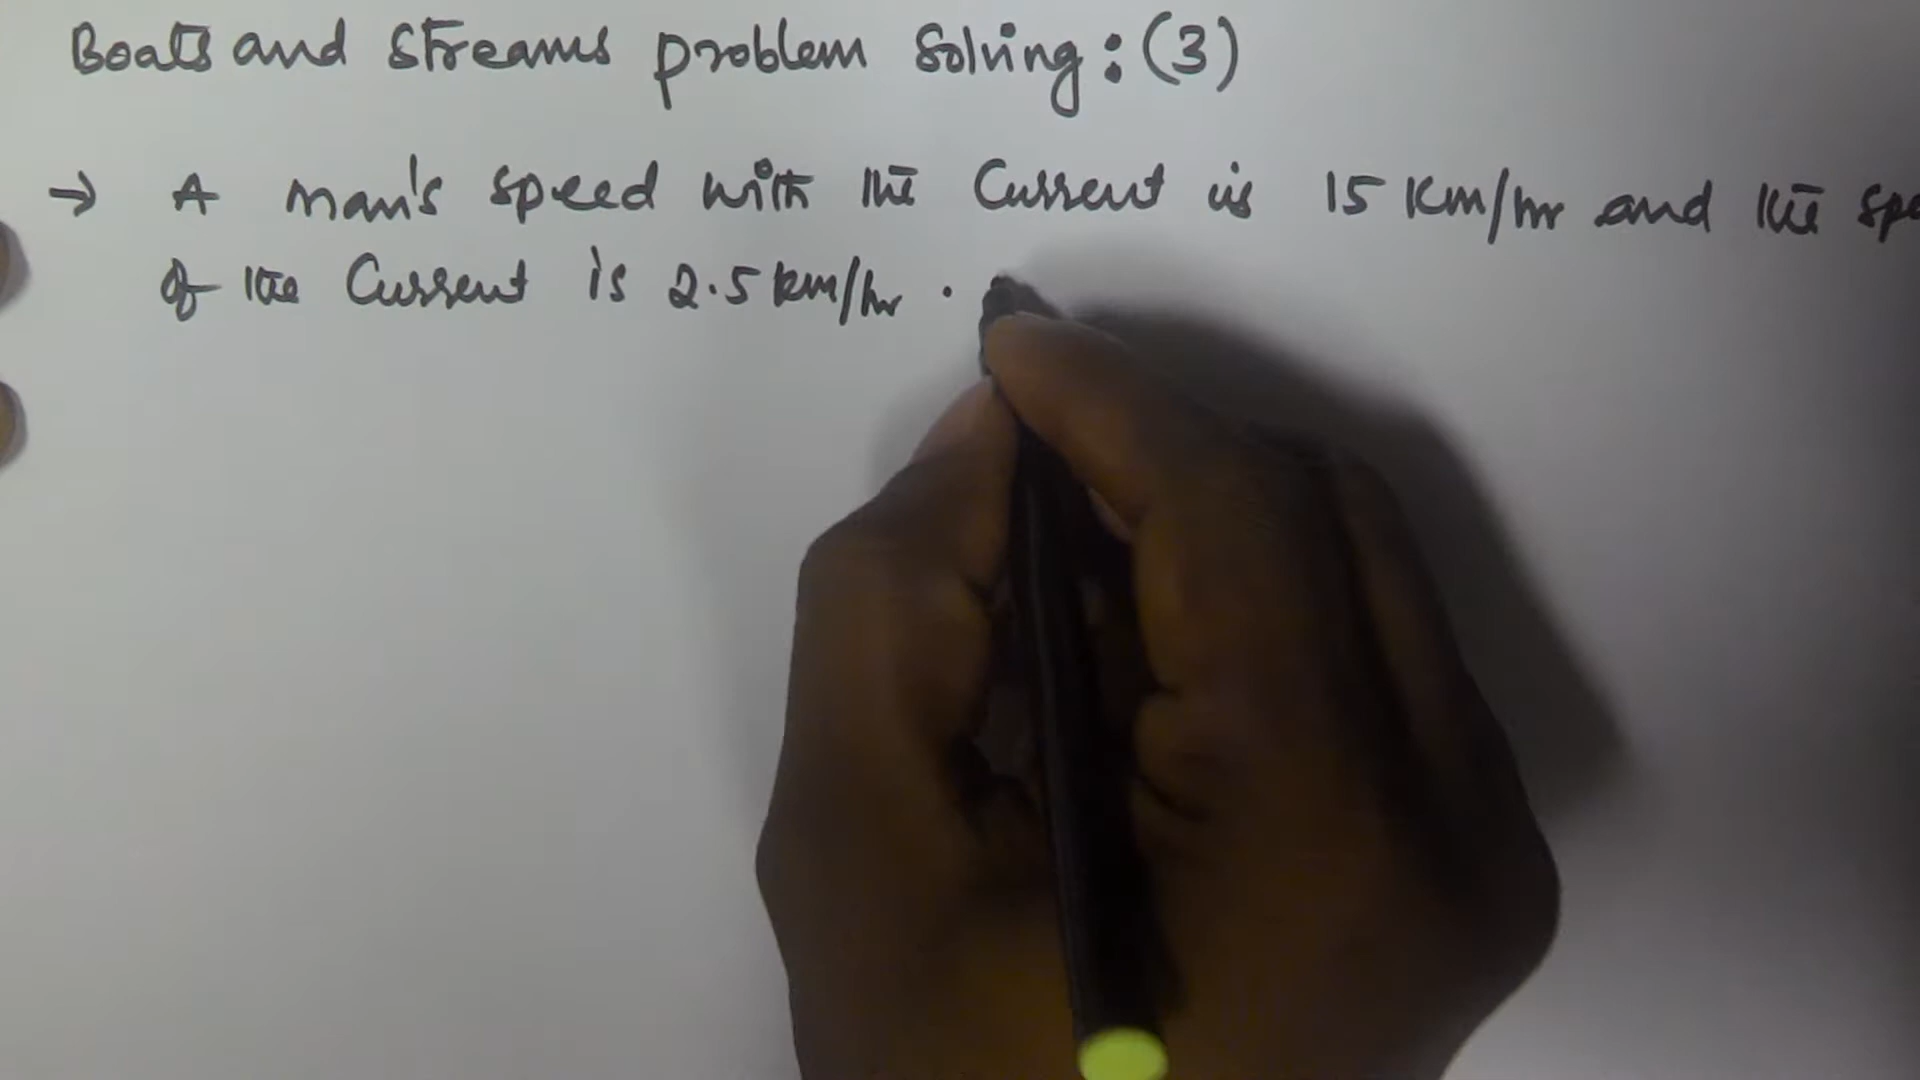 Boats and streams problem solving : (3)
→ A man's speed with the current is 15 km/hr and the
of the current is 2.5 km/hr .